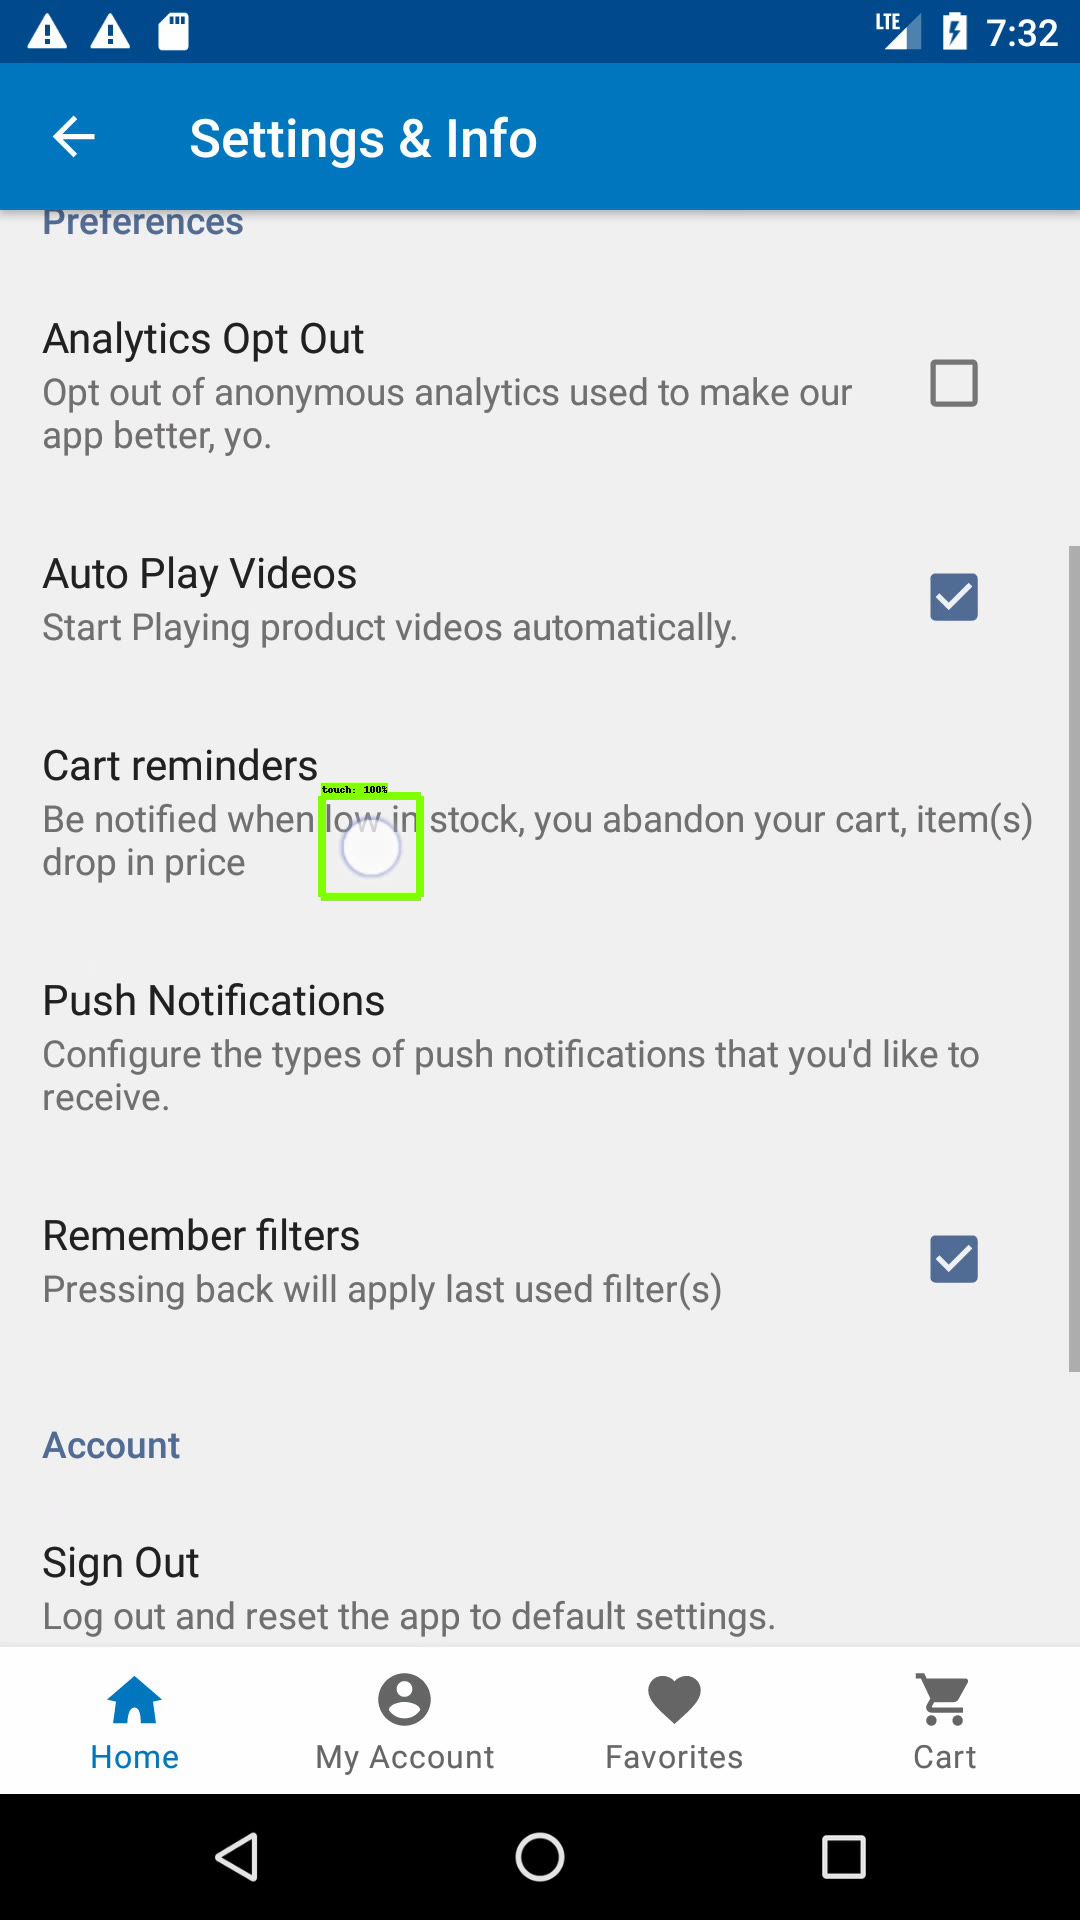 LTE 7:32
Settings & Info
Preferences
Analytics Opt Out
Opt out of anonymous analytics used to make our
app better, yo.
Auto Play Videos
Start Playing product videos automatically.
Cart reminders
touch: 100%
Be notified when low in stock, you abandon your cart, item(s)
drop in price
Push Notifications
Configure the types of push notifications that you'd like to
receive.
Remember filters
Pressing back will apply last used filter(s)
Account
Sign Out
Log out and reset the app to default settings.
Home My Account Favorites Cart